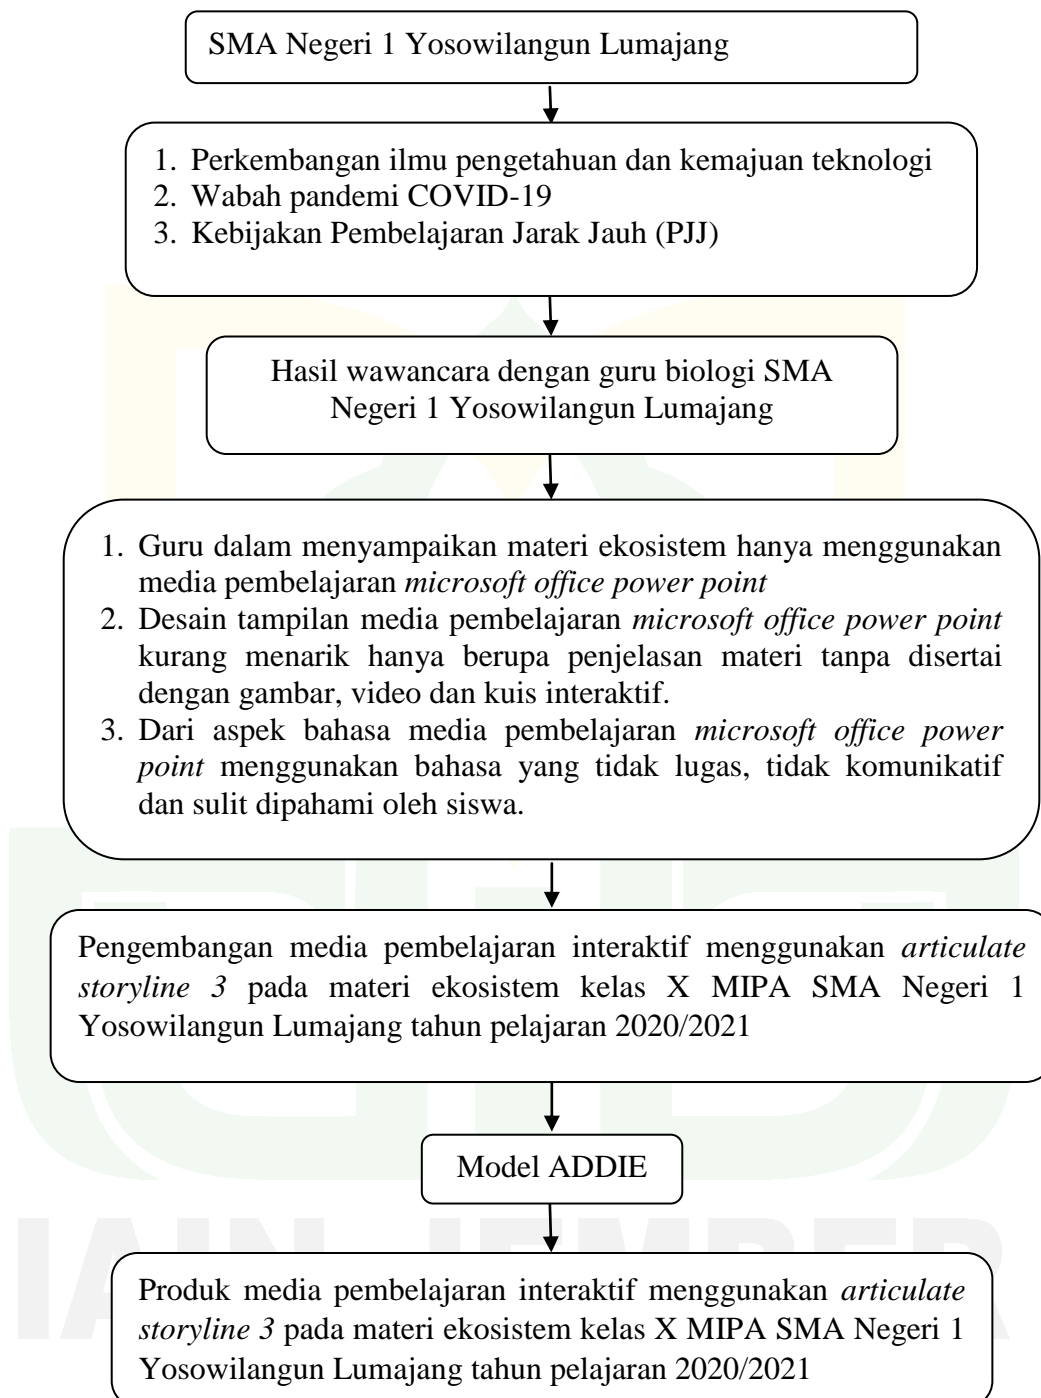 SMA Negeri 1 Yosowilangun Lumajang
1. Perkembangan ilmu pengetahuan dan kemajuan teknologi
2. Wabah pandemi COVID-19
3. Kebijakan Pembelajaran Jarak Jauh (PJJ)
Hasil wawancara dengan guru biologi SMA
Negeri 1 Yosowilangun Lumajang
1. Guru dalam menyampaikan materi ekosistem hanya menggunakan
media pembelajaran microsoft office power point
2. Desain tampilan media pembelajaran microsoft office power point
kurang menarik hanya berupa penjelasan materi tanpa disertai
dengan gambar, video dan kuis interaktif.
3. Dari aspek bahasa media pembelajaran microsoft office power
point menggunakan bahasa yang tidak lugas, tidak komunikatif
dan sulit dipahami oleh siswa.
Pengembangan media pembelajaran interaktif menggunakan articulate
storyline 3 pada materi ekosistem kelas X MIPA SMA Negeri 1
Yosowilangun Lumajang tahun pelajaran 2020/2021
Model ADDIE
IAIN JEMBER
Produk media pembelajaran interaktif menggunakan articulate
storyline 3 pada materi ekosistem kelas X MIPA SMA Negeri 1
Yosowilangun Lumajang tahun pelajaran 2020/2021